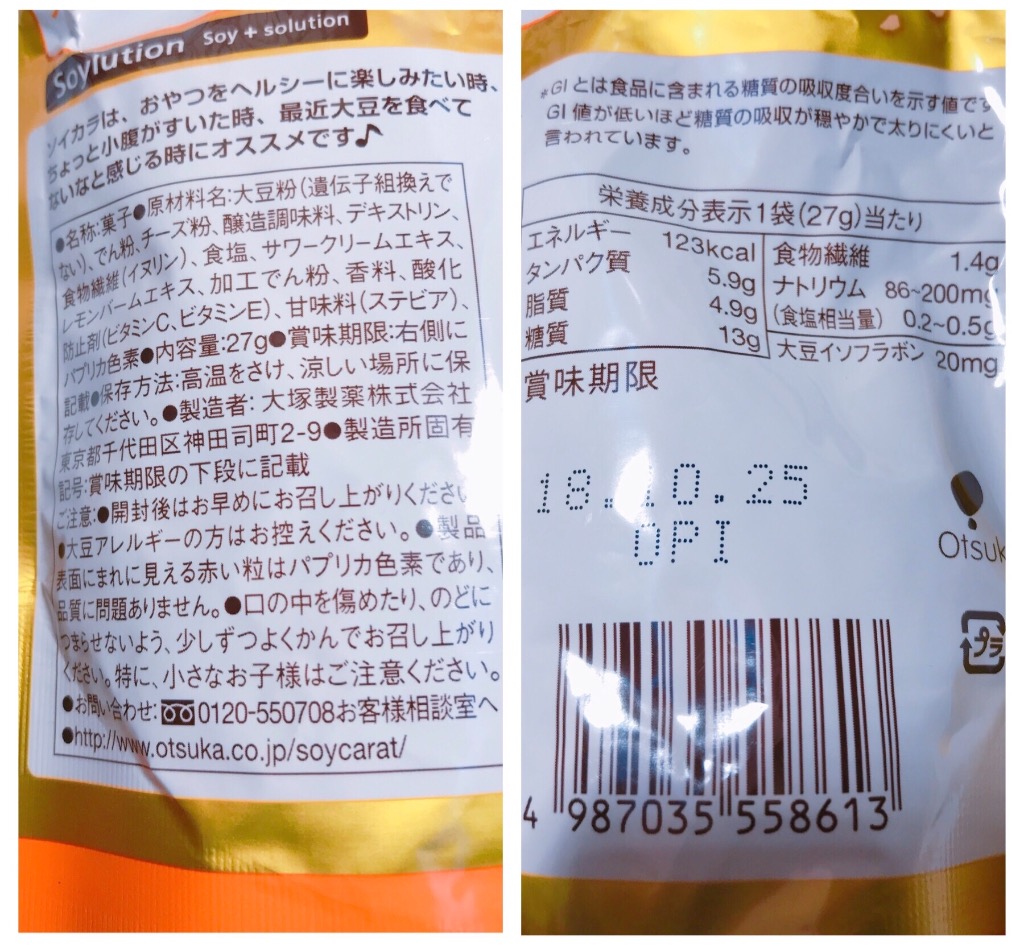 Soylution Soy + solution
ソイカラは、おやつをヘルシーに楽しみたい時、
ちょっと小腹がすいた時、最近大豆を食べて
ないなと感じる時にオススメです♪
●名称:菓子●原材料名:大豆粉(遺伝子組換えで
ない)、でん粉、チーズ粉、醸造調味料、デキストリン、
食物繊維(イヌリン)、食塩、サワークリームエキス、
レモンバームエキス、加工でん粉、香料、酸化
防止剤(ビタミンC、ビタミンE)、甘味料(ステビア)、
パプリカ色素●内容量:27g●賞味期限:右側に
記載●保存方法:高温をさけ、涼しい場所に保
存してください。●製造者:大塚製薬株式会社
東京都千代田区神田司町2-9●製造所固有
記号:賞味期限の下段に記載
ご注意:●開封後はお早めにお召し上がりくださ
●大豆アレルギーの方はお控えください。●製品
表面にまれに見える赤い粒はパプリカ色素であり、
品質に問題ありません。●口の中を傷めたり、のどに
つまらせないよう、少しずつよくかんでお召し上がり
ください。特に、小さなお子様はご注意ください。
●お問い合わせ:0120-550708お客様相談室へ
●http://www.otsuka.co.jp/soycarat/
*GIとは食品に含まれる糖質の吸収度合いを示す値です
GI値が低いほど糖質の吸収が穏やかで太りにくいと
言われています。
栄養成分表示1袋(27g)当たり
エネルギー 123kcal
タンパク質 5.9g
脂質 4.9g
糖質 13g
食物繊維 1.4g
ナトリウム 86~200mg
(食塩相当量) 0.2~0.5g
大豆イソフラボン 20mg
賞味期限
18.10.25
OPI
Otsuk
プラ
4 987035 558613